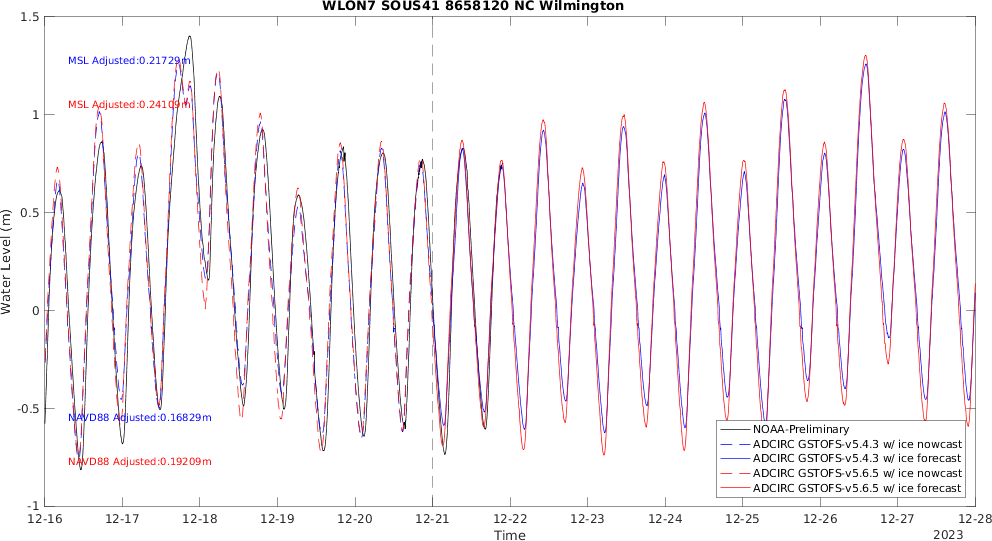 WLON7 SOUS41 8658120 NC Wilmington
1.5
1
0.5
0
-0.5
-1
Water Level (m)
MSL Adjusted:0.21729m
MSL Adjusted:0.24109m
NAVD88 Adjusted:0.16829m
NAVD88 Adjusted:0.19209m
NOAA-Preliminary
ADCIRC GSTOFS-v5.4.3 w/ ice nowcast
ADCIRC GSTOFS-v5.4.3 w/ ice forecast
ADCIRC GSTOFS-v5.6.5 w/ ice nowcast
ADCIRC GSTOFS-v5.6.5 w/ ice forecast
12-16 12-17 12-18 12-19 12-20 12-21 12-22 12-23 12-24 12-25 12-26 12-27 12-28
Time
2023